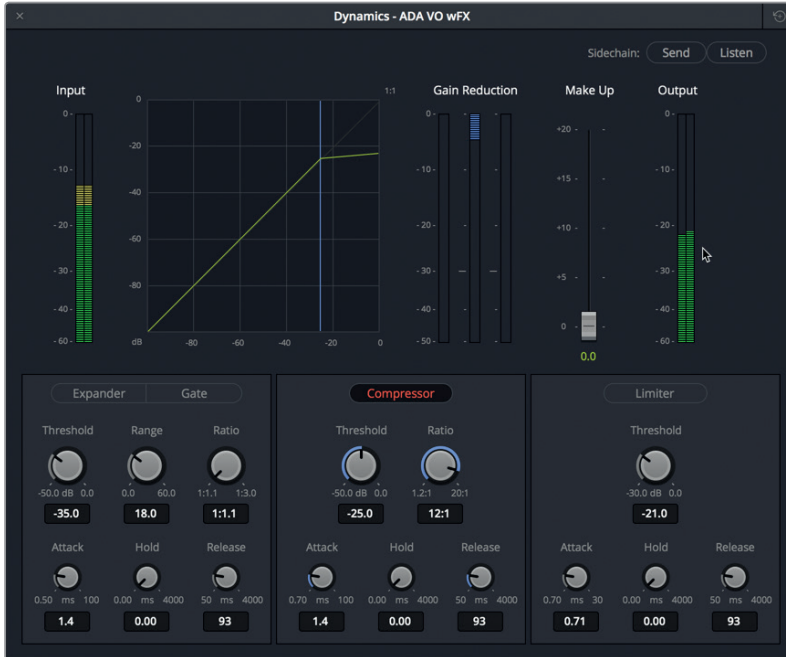 Dynamics - ADA VO wFX
Sidechain: Send Listen
Input Gain Reduction Make Up Output
1:1
0 -
- 10 -
- 20 -
- 30 -
- 40 -
- 60 -
0
-20
-40
-60
-80
dB -80 -60 -40 -20 0
0 -
- 10 -
- 20 -
- 30 -
- 40 -
- 50 -
+20 -
+15 -
+10 -
+5 -
0 -
0.0
0 -
- 10 -
- 20 -
- 30 -
- 40 -
- 60 -
Expander Gate
Threshold Range Ratio
-50.0 dB 0.0 0.0 60.0 1:1.1 1:3.0
-35.0 18.0 1:1.1
Attack Hold Release
0.50 ms 100 0.00 ms 4000 50 ms 4000
1.4 0.00 93
Compressor
Threshold Ratio
-50.0 dB 0.0 1.2:1 20:1
-25.0 12:1
Attack Hold Release
0.70 ms 100 0.00 ms 4000 50 ms 4000
1.4 0.00 93
Limiter
Threshold
-30.0 dB 0.0
-21.0
Attack Hold Release
0.70 ms 30 0.00 ms 4000 50 ms 4000
0.71 0.00 93